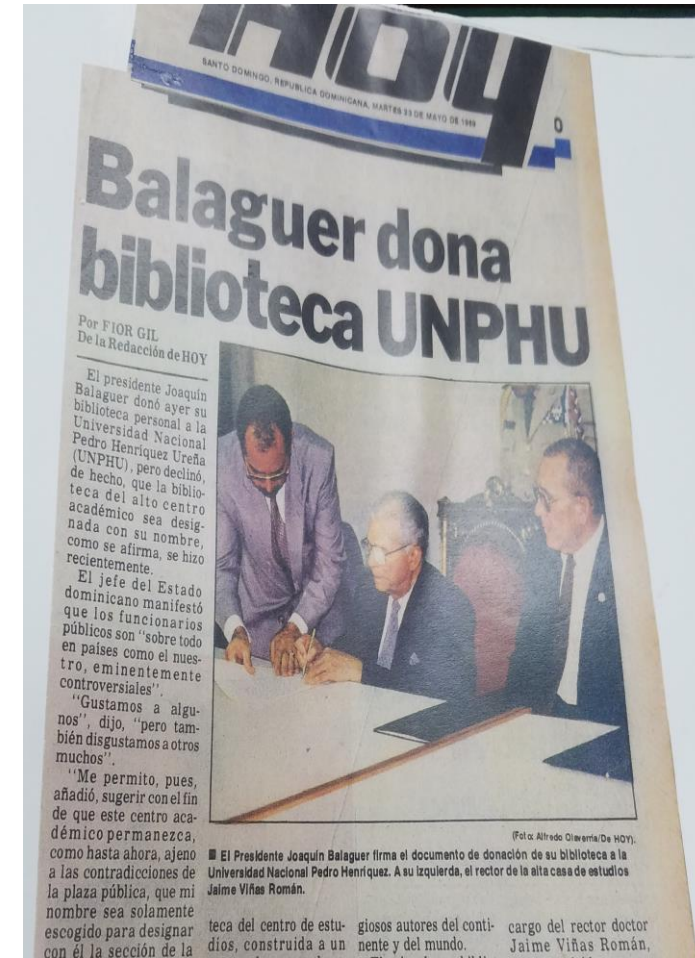 HOY
SANTO DOMINGO, REPUBLICA DOMINICANA, MARTES 23 DE MAYO DE 1989
0
Balaguer dona
biblioteca UNPHU
Por FIOR GIL
De la Redacción de HOY
El presidente Joaquín
Balaguer donó ayer su
biblioteca personal a la
Universidad Nacional
Pedro Henríquez Ureña
(UNPHU), pero declinó,
de hecho, que la biblio-
teca del alto centro
académico sea desig-
nada con su nombre,
como se afirma, se hizo
recientemente.
El jefe del Estado
dominicano manifestó
que los funcionarios
públicos son "sobre todo
en países como el nues-
tro, eminentemente
controversiales".
"Gustamos a algu-
nos", dijo, "pero tam-
bién disgustamos a otros
muchos".
"Me permito, pues,
añadió, sugerir con el fin
de que este centro aca-
démico permanezca,
como hasta ahora, ajeno
a las contradicciones de
la plaza pública, que mi
nombre sea solamente
escogido para designar
con él la sección de la
(Foto: Alfredo Olaverría/De HOY).
■ El Presidente Joaquín Balaguer firma el documento de donación de su biblioteca a la
Universidad Nacional Pedro Henríquez. A su izquierda, el rector de la alta casa de estudios
Jaime Viñas Román.
teca del centro de estu-
dios, construida a un
giosos autores del conti-
nente y del mundo.
cargo del rector doctor
Jaime Viñas Román,